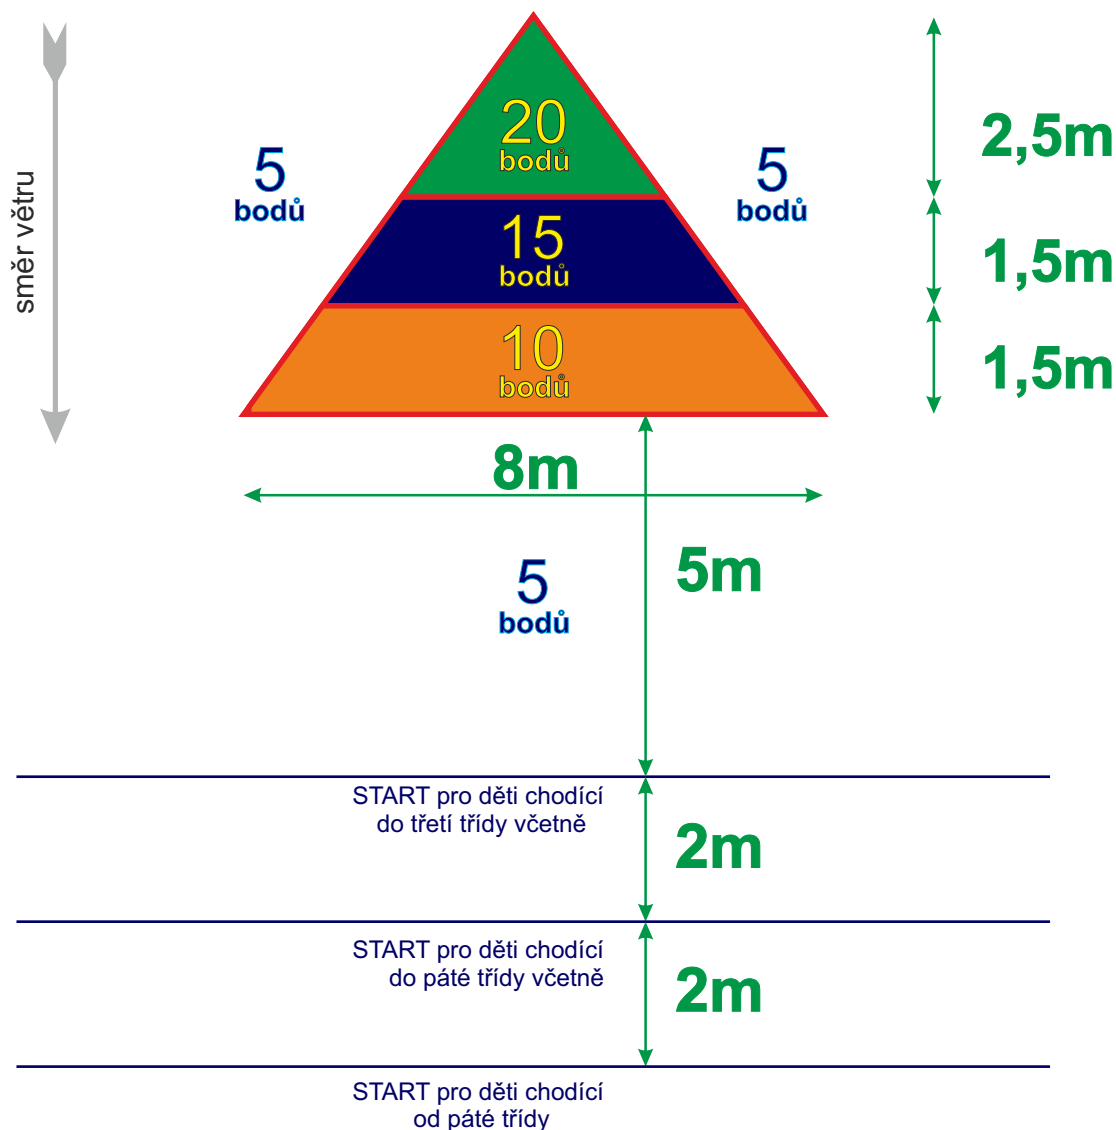 20
bodů
2,5m
5
bodů
5
bodů
směr větru
15
bodů
1,5m
10
bodů
1,5m
8m
5m
5
bodů
START pro děti chodící
do třetí třídy včetně
2m
START pro děti chodící
do páté třídy včetně
2m
START pro děti chodící
od páté třídy